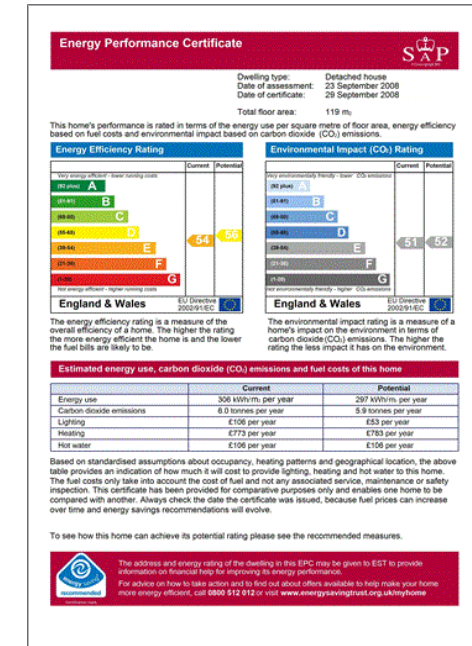 Energy Performance Certificate
SAP
Dwelling type: Detached house
Date of assessment: 23 September 2008
Date of certificate: 29 September 2008
Total floor area: 119 m2
This home's performance is rated in terms of the energy use per square metre of floor area, energy efficiency
based on fuel costs and environmental impact based on carbon dioxide (CO2) emissions.
Energy Efficiency Rating
Current Potential
Very energy efficient - lower running costs
(92 plus) A
(81-91) B
(69-80) C
(55-68) D
(39-54) E
(21-38) F
(1-20) G
54
56
Not energy efficient - higher running costs
England & Wales
EU Directive
2002/91/EC
Environmental Impact (CO2) Rating
Current Potential
Very environmentally friendly - lower CO2 emissions
(92 plus) A
(81-91) B
(69-80) C
(55-68) D
(39-54) E
(21-38) F
(1-20) G
51
52
Not environmentally friendly - higher CO2 emissions
England & Wales
EU Directive
2002/91/EC
The energy efficiency rating is a measure of the
overall efficiency of a home. The higher the rating
the more energy efficient the home is and the lower
the fuel bills are likely to be.
The environmental impact rating is a measure of a
home's impact on the environment in terms of
carbon dioxide(CO2) emissions. The higher the
rating the less impact it has on the environment.
Estimated energy use, carbon dioxide (CO2) emissions and fuel costs of this home
Current Potential
Energy use 306 kWh/m2 per year 297 kWh/m2 per year
Carbon dioxide emissions 6.0 tonnes per year 5.9 tonnes per year
Lighting £106 per year £53 per year
Heating £773 per year £783 per year
Hot water £106 per year £106 per year
Based on standardised assumptions about occupancy, heating patterns and geographical location, the above
table provides an indication of how much it will cost to provide lighting, heating and hot water to this home.
The fuel costs only take into account the cost of fuel and not any associated service, maintenance or safety
inspection. This certificate has been provided for comparative purposes only and enables one home to be
compared with another. Always check the date the certificate was issued, because fuel prices can increase
over time and energy savings recommendations will evolve.
To see how this home can achieve its potential rating please see the recommended measures.
energy saving
recommended
Certification mark
The address and energy rating of the dwelling in this EPC may be given to EST to provide
information on financial help for improving its energy performance.
For advice on how to take action and to find out about offers available to help make your home
more energy efficient, call 0800 512 012 or visit www.energysavingtrust.org.uk/myhome